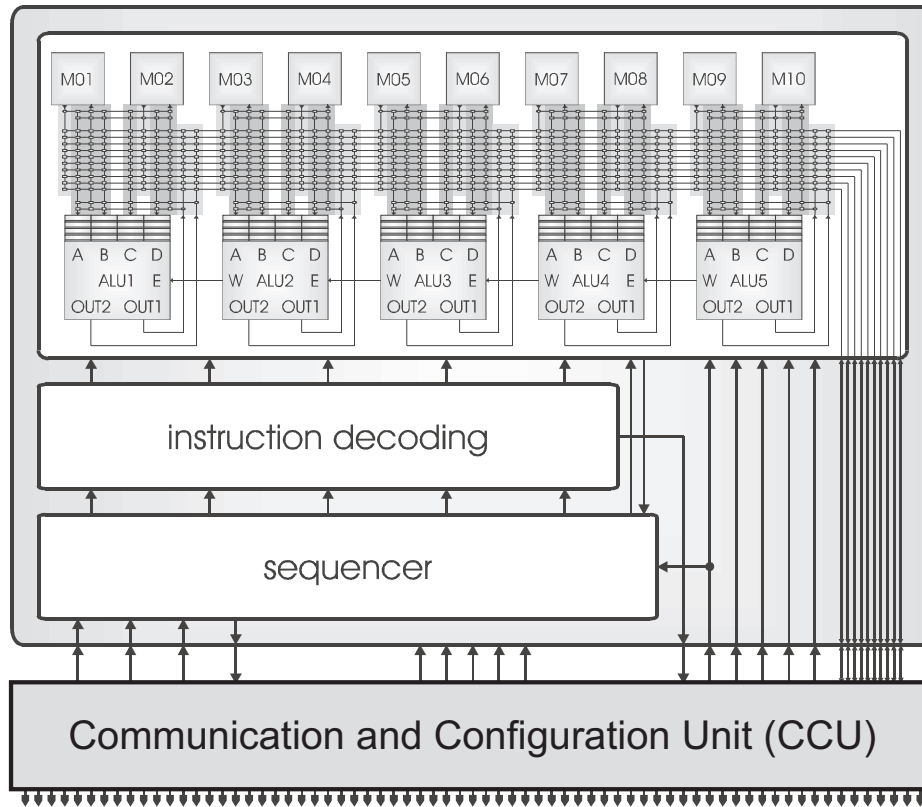 M01 M02 M03 M04 M05 M06 M07 M08 M09 M10
A B C D A B C D A B C D A B C D A B C D
ALU1 E W ALU2 E W ALU3 E W ALU4 E W ALU5
OUT2 OUT1 OUT2 OUT1 OUT2 OUT1 OUT2 OUT1 OUT2 OUT1
instruction decoding
sequencer
Communication and Configuration Unit (CCU)